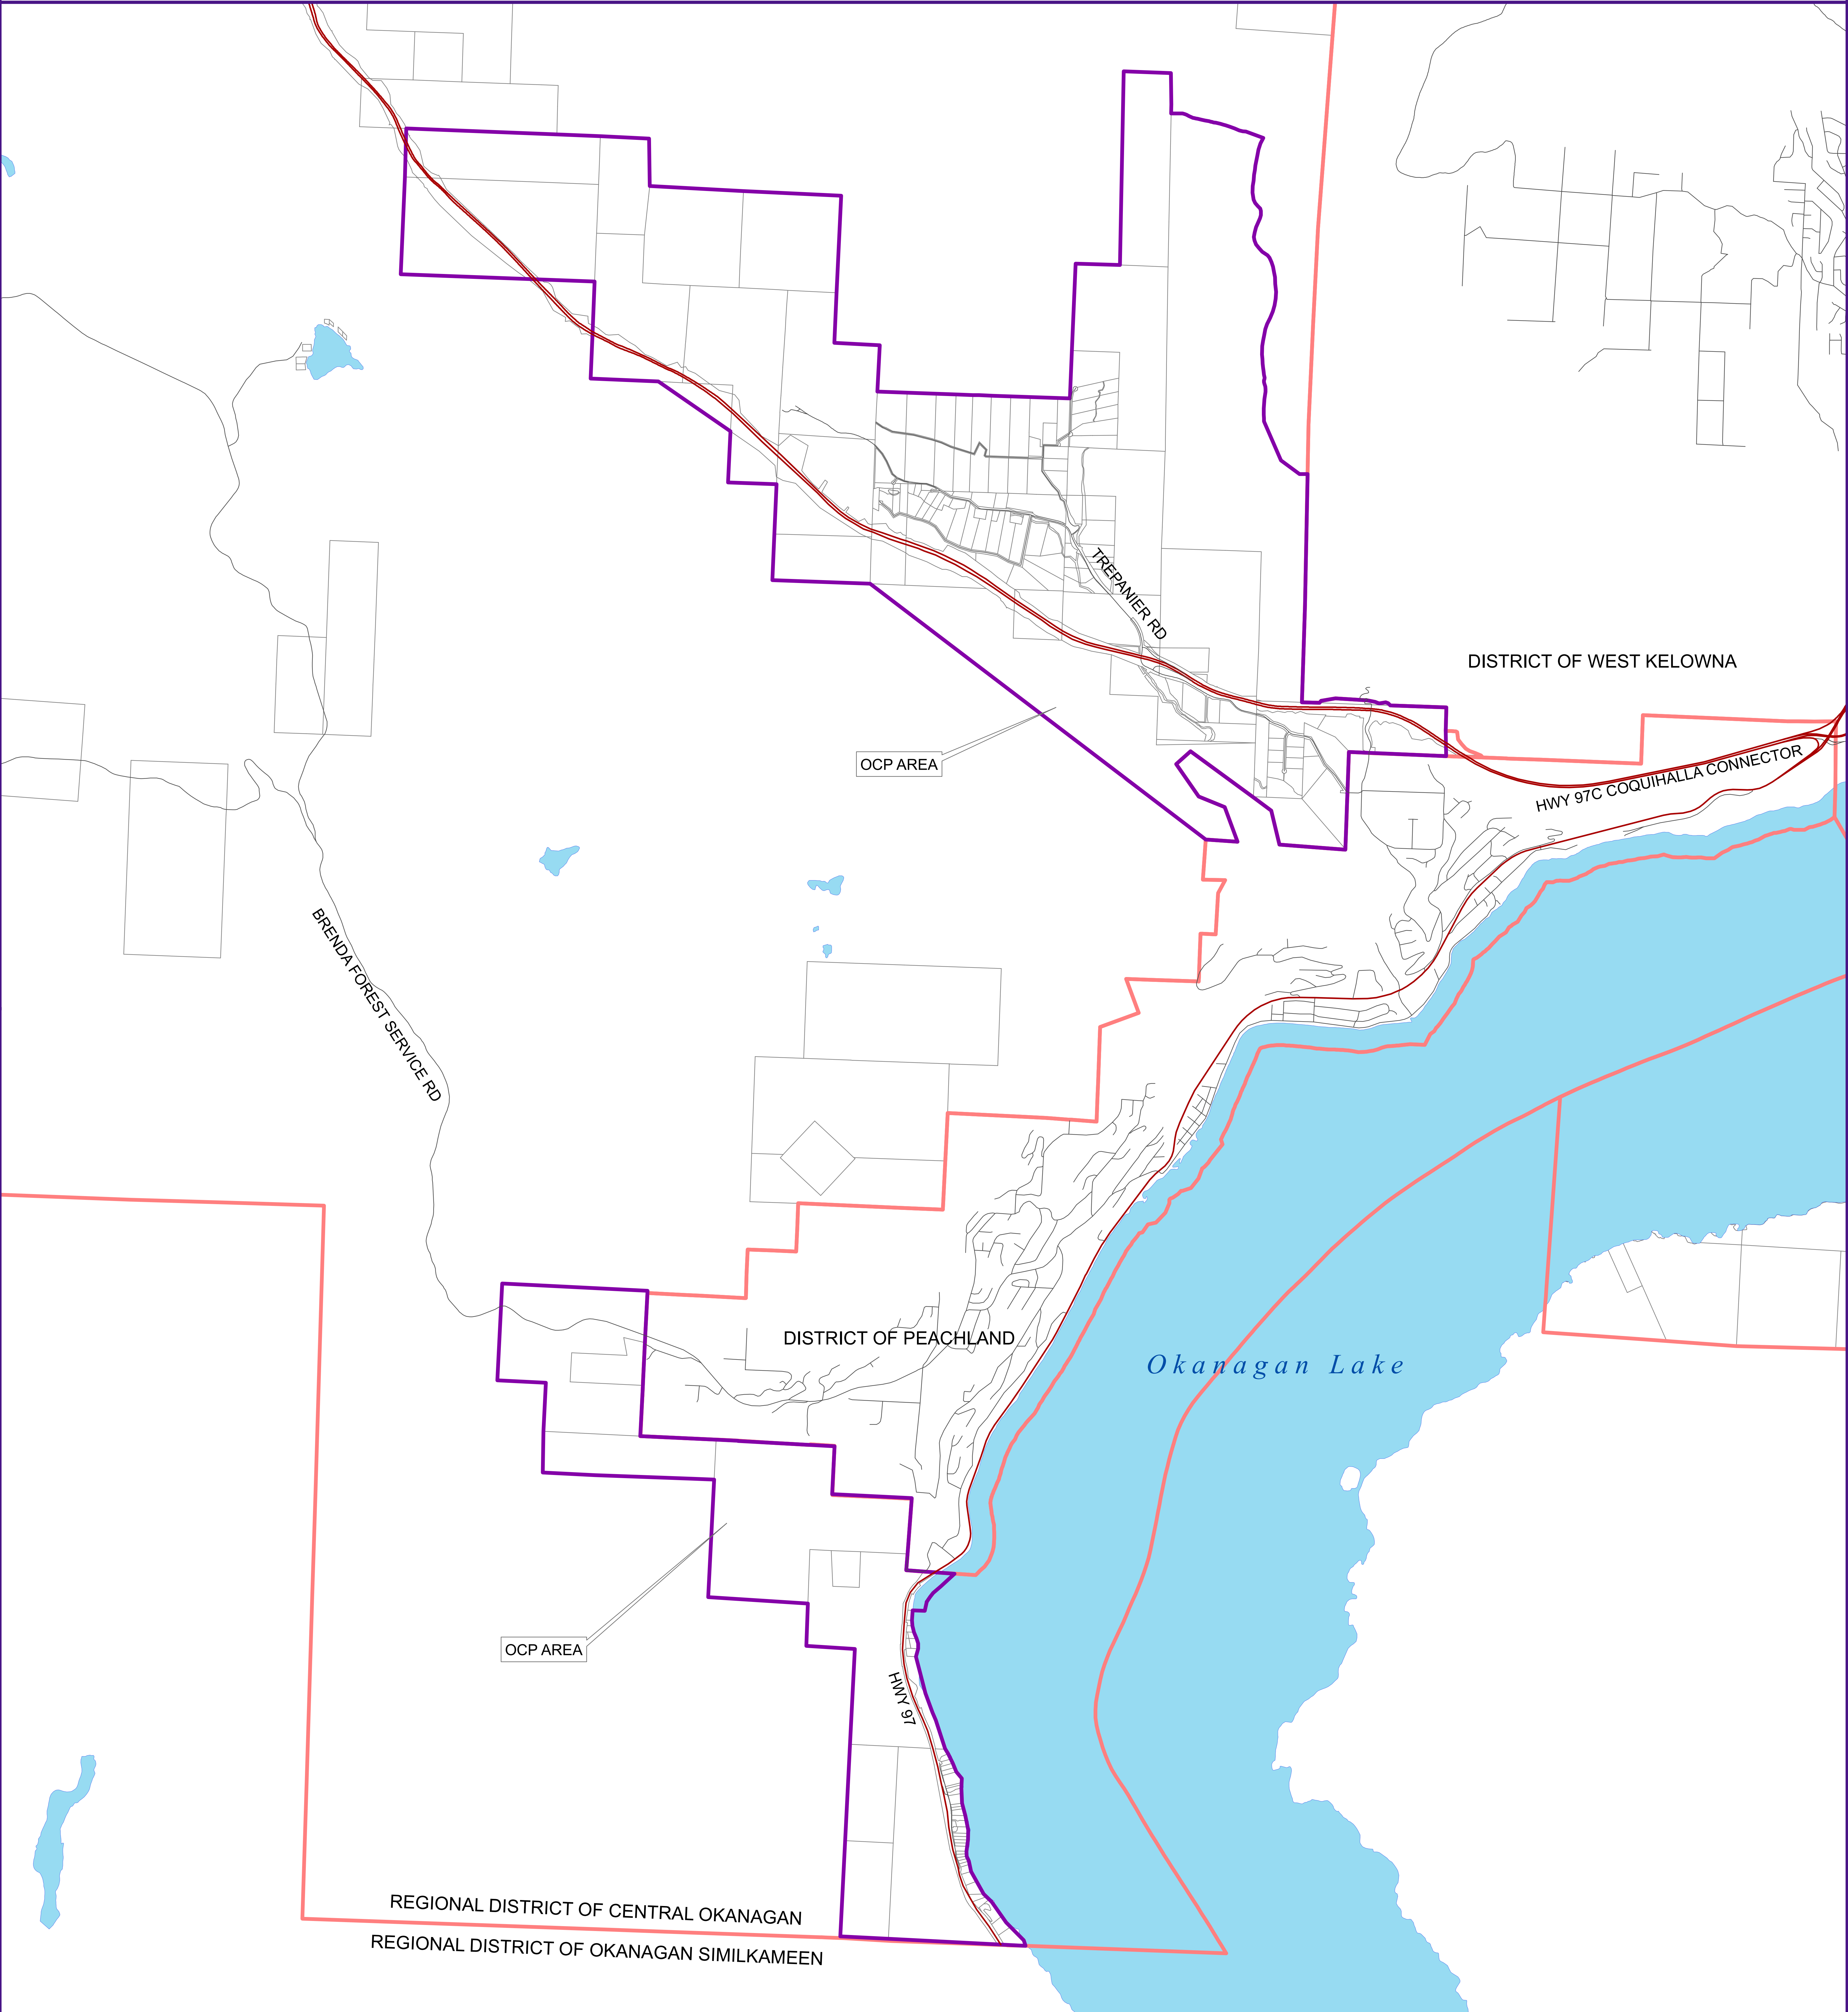 TREPANIER RD
DISTRICT OF WEST KELOWNA
OCP AREA
HWY 97C COQUIHALLA CONNECTOR
BRENDA FOREST SERVICE RD
DISTRICT OF PEACHLAND
Okanagan Lake
OCP AREA
HWY 97
REGIONAL DISTRICT OF CENTRAL OKANAGAN
REGIONAL DISTRICT OF OKANAGAN SIMILKAMEEN